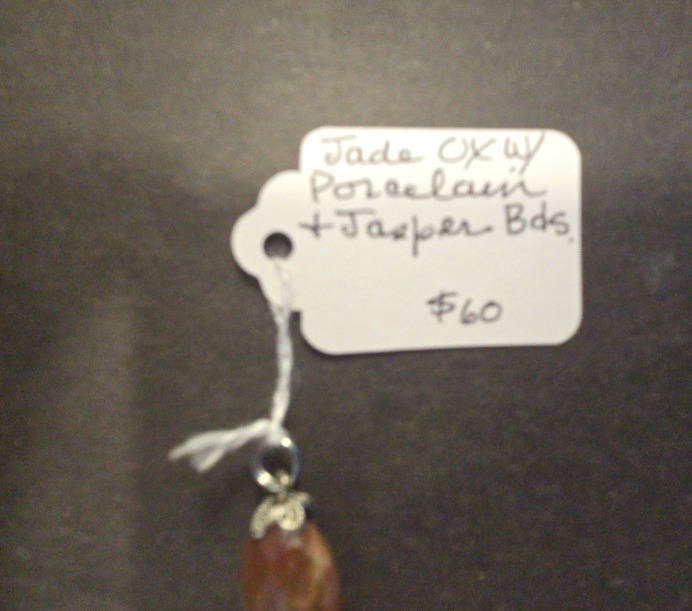 Jade OX W/
Porcelain
+ Jasper Bds.
$60